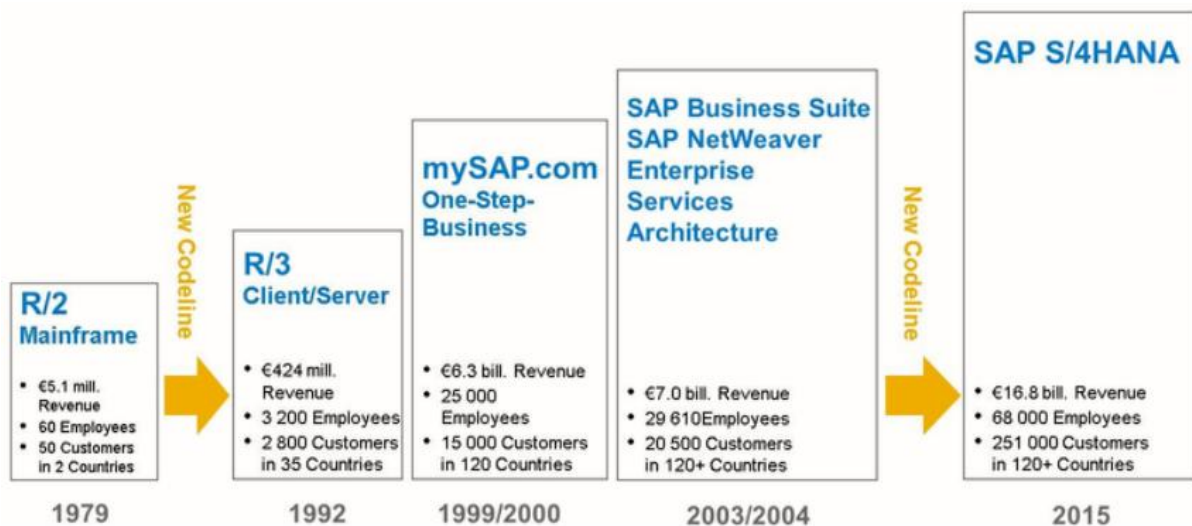 R/2
Mainframe
• €5.1 mill.
Revenue
• 60 Employees
• 50 Customers
in 2 Countries
1979
New Codeline
R/3
Client/Server
• €424 mill.
Revenue
• 3 200 Employees
• 2 800 Customers
in 35 Countries
1992
mySAP.com
One-Step-
Business
• €6.3 bill. Revenue
• 25 000
Employees
• 15 000 Customers
in 120 Countries
1999/2000
SAP Business Suite
SAP NetWeaver
Enterprise
Services
Architecture
• €7.0 bill. Revenue
• 29 610Employees
• 20 500 Customers
in 120+ Countries
2003/2004
New Codeline
SAP S/4HANA
• €16.8 bill. Revenue
• 68 000 Employees
• 251 000 Customers
in 120+ Countries
2015